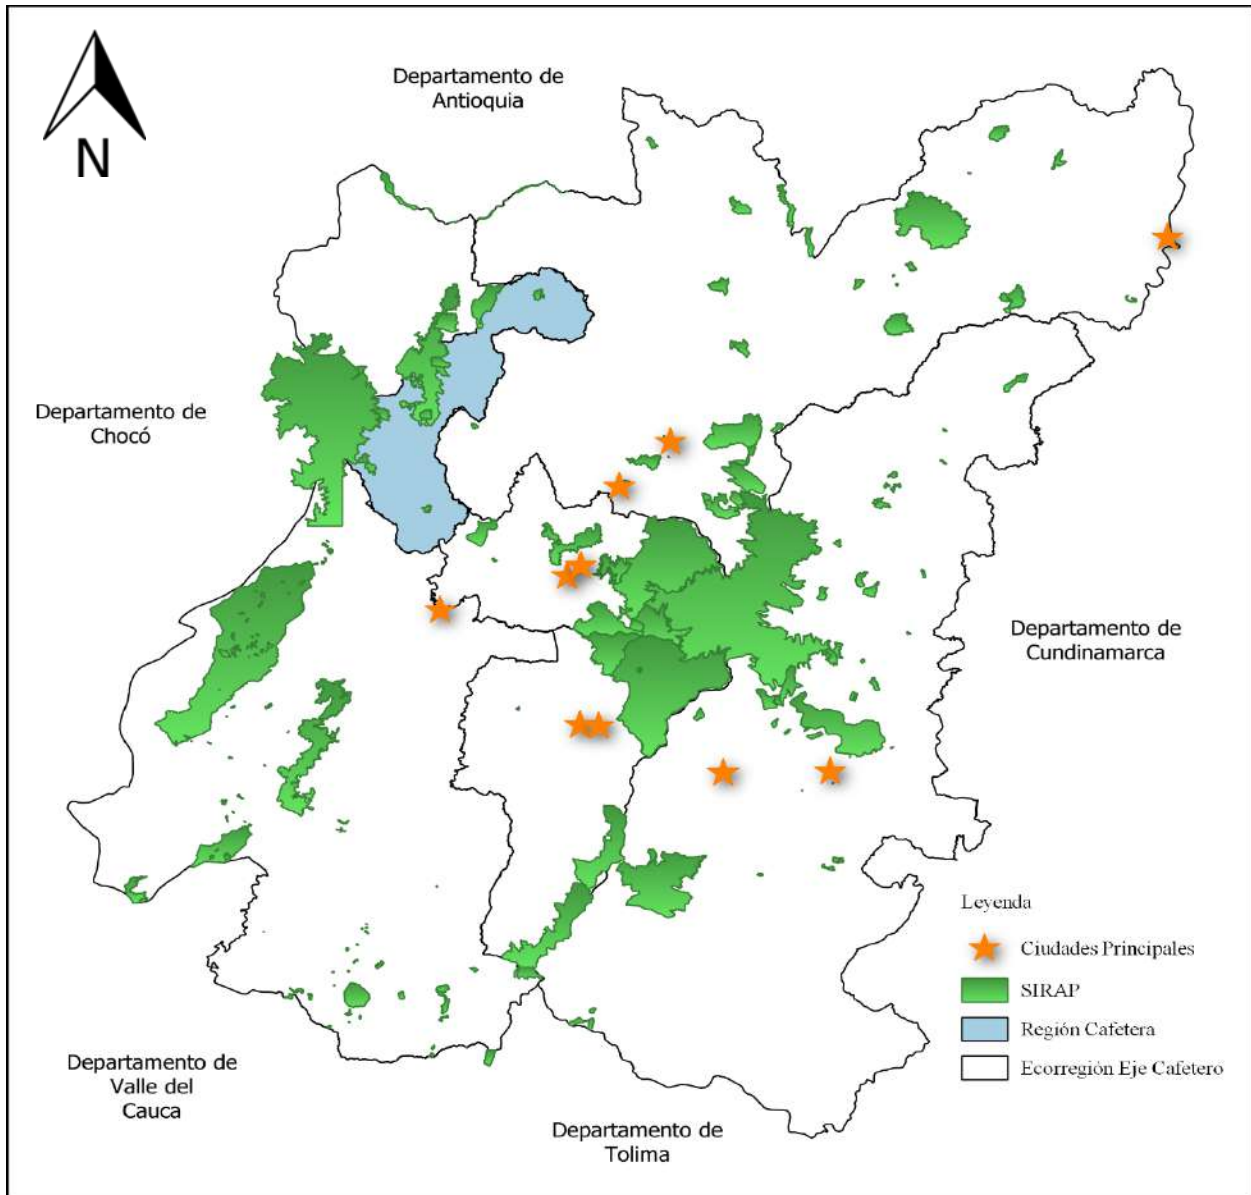 Departamento de
Antioquia
N
Departamento de
Chocó
Departamento de
Cundinamarca
Leyenda
Ciudades Principales
SIRAP
Región Cafetera
Ecorregión Eje Cafetero
Departamento de
Valle del
Cauca
Departamento de
Tolima